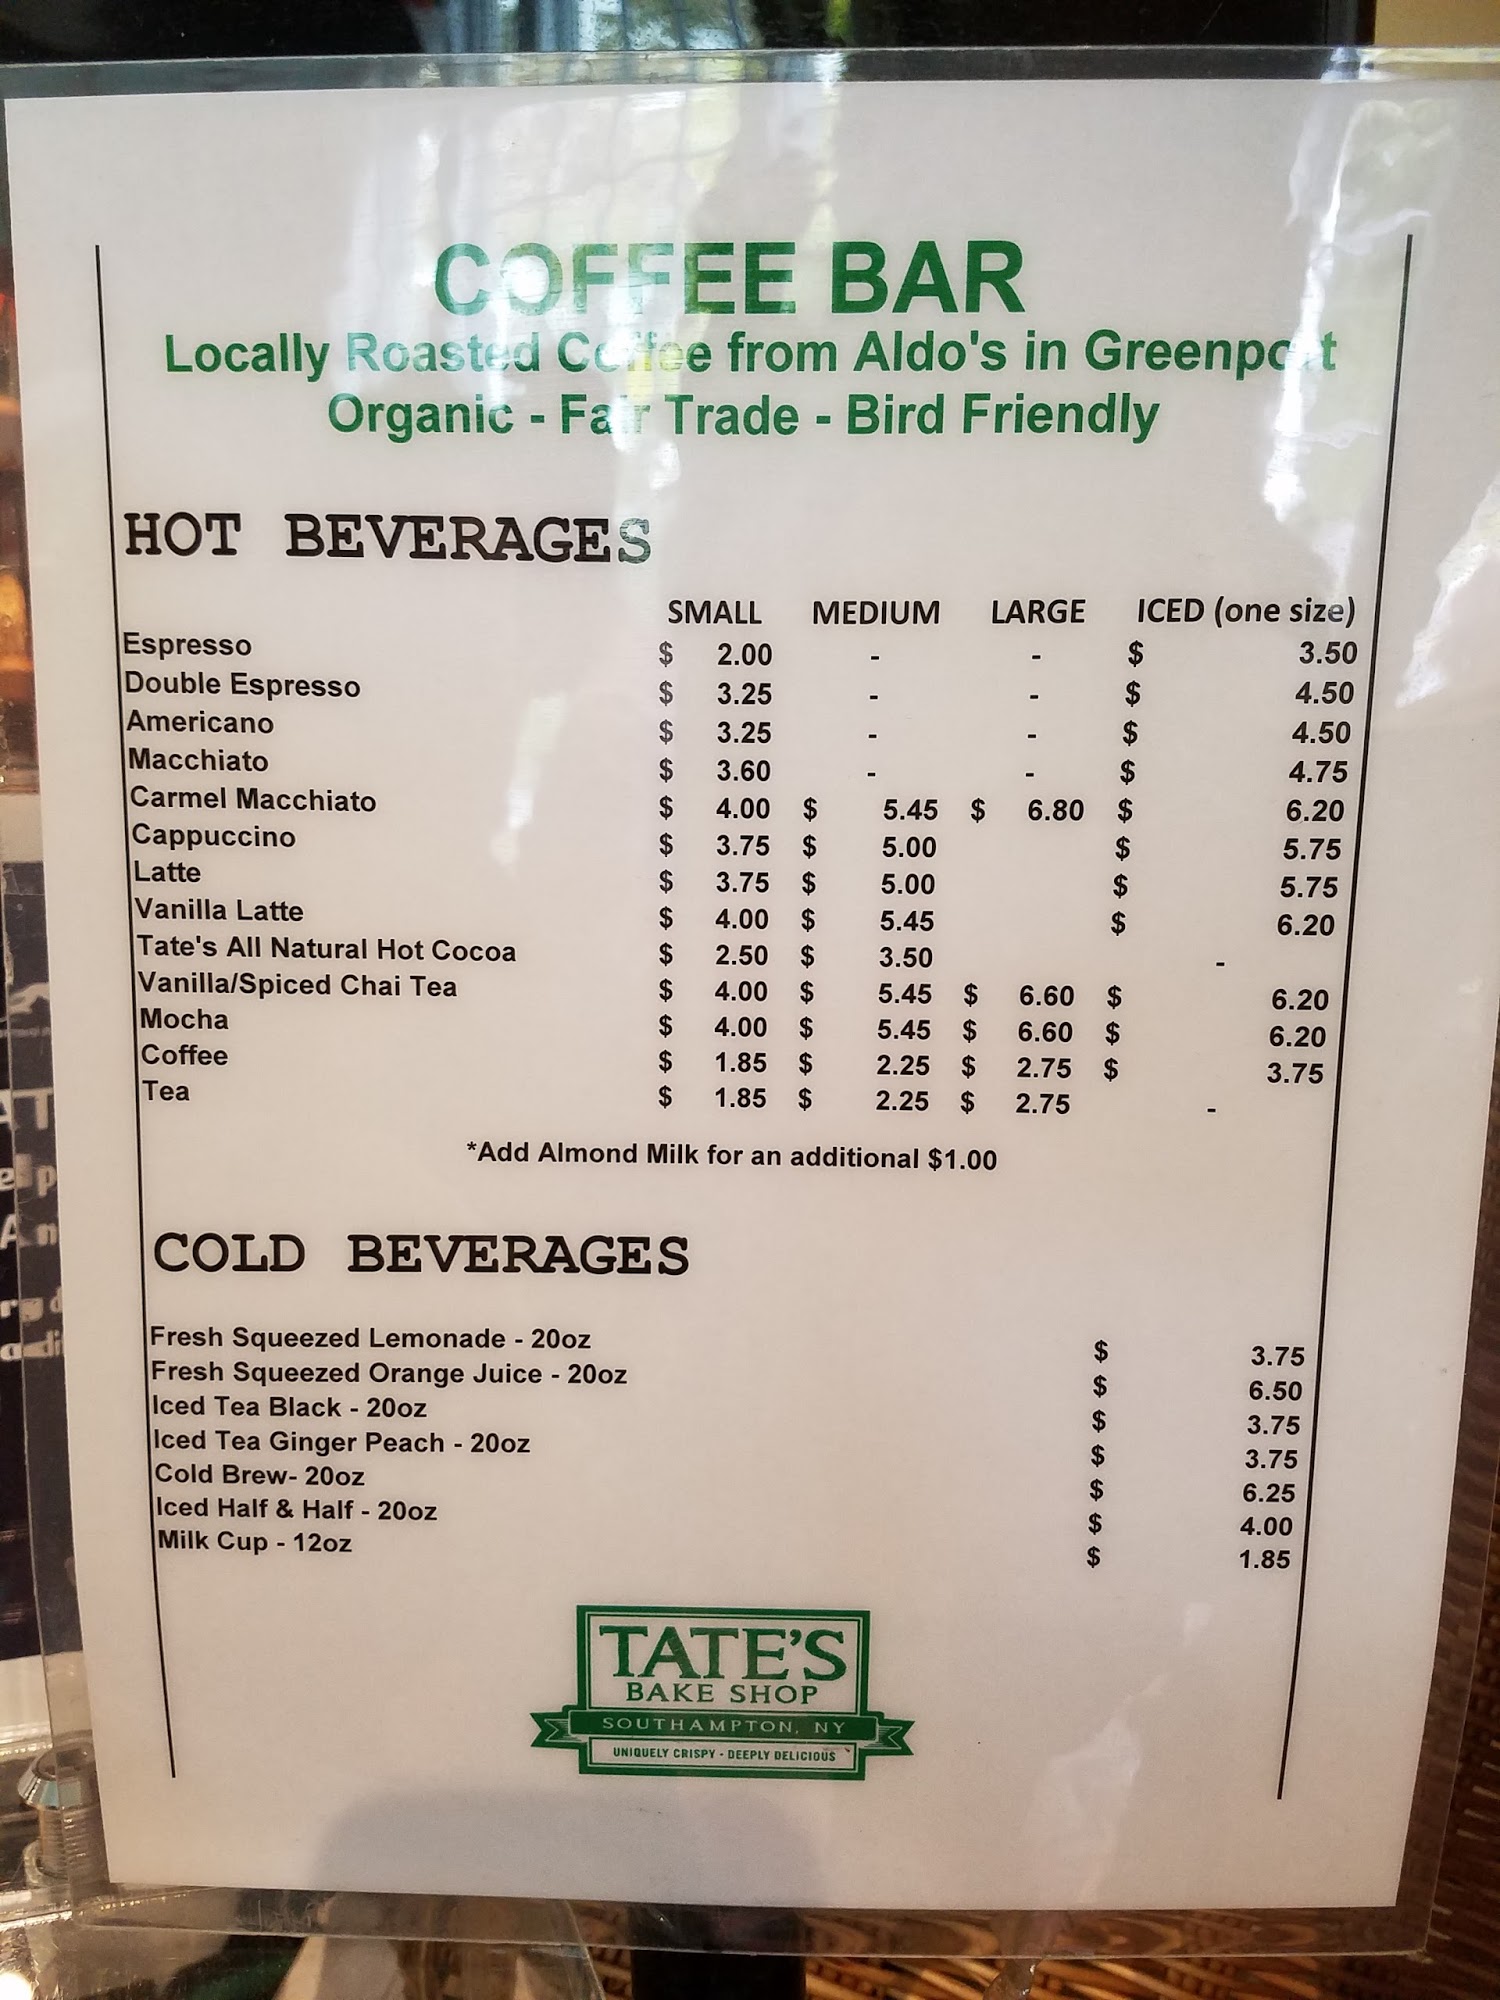 COFFEE BAR
Locally Roasted Coffee from Aldo's in Greenport
Organic - Fair Trade - Bird Friendly
HOT BEVERAGES
SMALL MEDIUM LARGE ICED (one size)
Espresso $ 2.00 - - $ 3.50
Double Espresso $ 3.25 - - $ 4.50
Americano $ 3.25 - - $ 4.50
Macchiato $ 3.60 - - $ 4.75
Carmel Macchiato $ 4.00 $ 5.45 $ 6.80 $ 6.20
Cappuccino $ 3.75 $ 5.00 $ 5.75
Latte $ 3.75 $ 5.00 $ 5.75
Vanilla Latte $ 4.00 $ 5.45 $ 6.20
Tate's All Natural Hot Cocoa $ 2.50 $ 3.50 -
Vanilla/Spiced Chai Tea $ 4.00 $ 5.45 $ 6.60 $ 6.20
Mocha $ 4.00 $ 5.45 $ 6.60 $ 6.20
Coffee $ 1.85 $ 2.25 $ 2.75 $ 3.75
Tea $ 1.85 $ 2.25 $ 2.75 -
*Add Almond Milk for an additional $1.00
COLD BEVERAGES
Fresh Squeezed Lemonade - 20oz $ 3.75
Fresh Squeezed Orange Juice - 20oz $ 6.50
Iced Tea Black - 20oz $ 3.75
Iced Tea Ginger Peach - 20oz $ 3.75
Cold Brew- 20oz $ 6.25
Iced Half & Half - 20oz $ 4.00
Milk Cup - 12oz $ 1.85
TATE'S
BAKE SHOP
SOUTHAMPTON, NY
UNIQUELY CRISPY - DEEPLY DELICIOUS